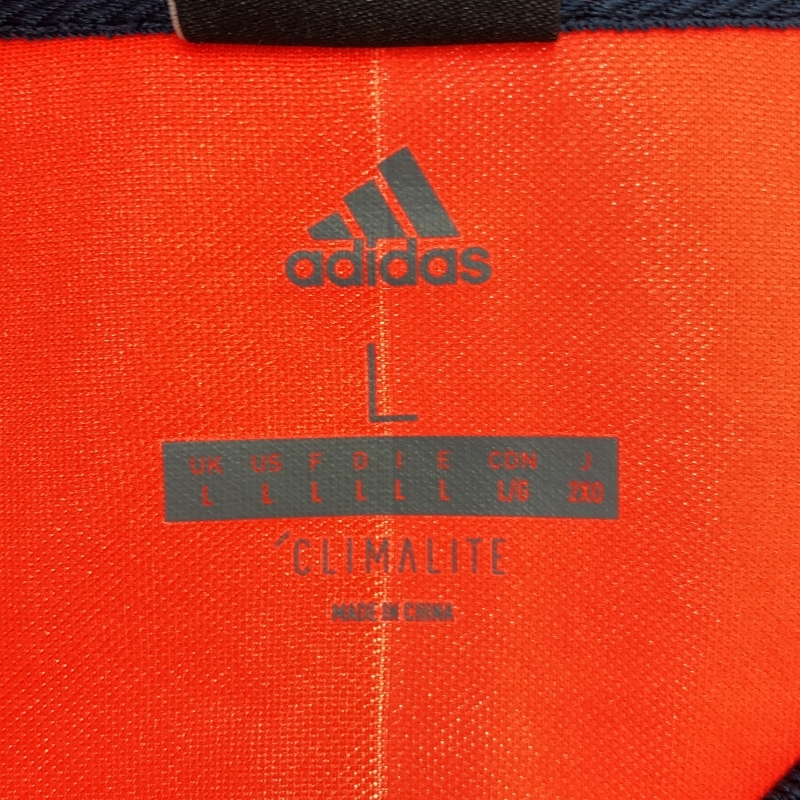 adidas
L
UK US F D I E CDN J
L L L L L L L/G 2XO
CLIMALITE
MADE IN CHINA